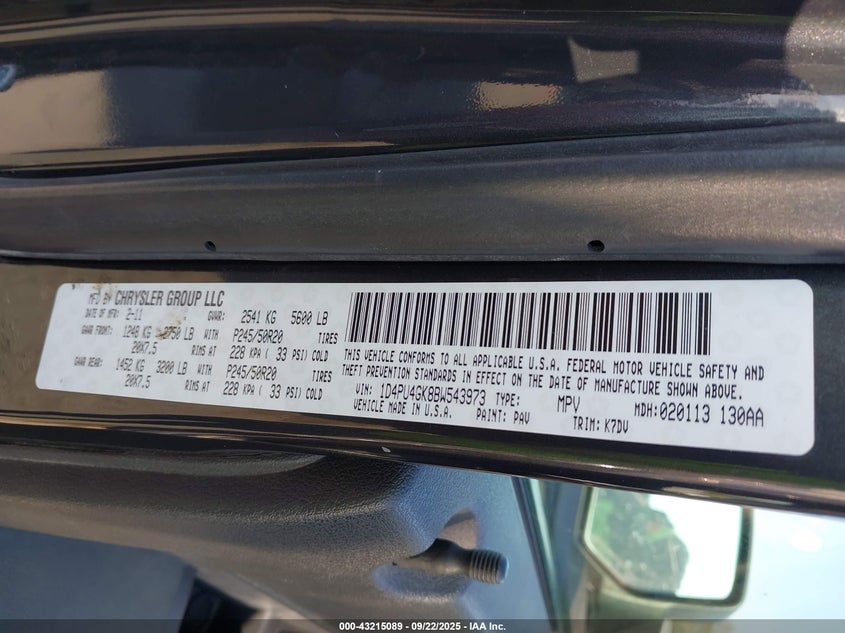 MFD BY CHRYSLER GROUP LLC
DATE OF MFR: 2-11 GVWR: 2541 KG 5600 LB
GAWR FRONT: 1248 KG 2750 LB WITH P245/50R20 TIRES
20X7.5 RIMS AT 228 KPA ( 33 PSI) COLD
GAWR REAR: 1452 KG 3200 LB WITH P245/50R20 TIRES
20X7.5 RIMS AT 228 KPA ( 33 PSI) COLD
THIS VEHICLE CONFORMS TO ALL APPLICABLE U.S.A. FEDERAL MOTOR VEHICLE SAFETY AND
THEFT PREVENTION STANDARDS IN EFFECT ON THE DATE OF MANUFACTURE SHOWN ABOVE.
VIN: 1D4PU4GK8BW543973 TYPE: MPV MDH:020113 130AA
VEHICLE MADE IN U.S.A. PAINT: PAV TRIM: K7DV
000-43215089 - 09/22/2025 - IAA Inc.